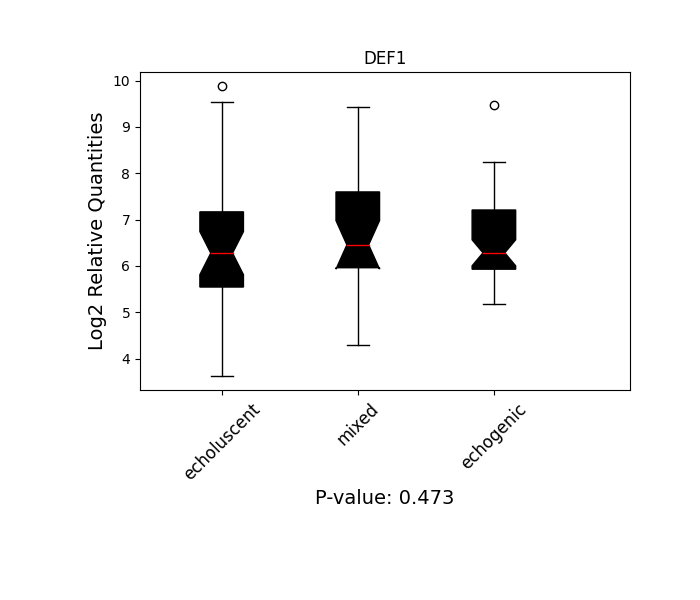 DEF1
Log2 Relative Quantities
10
9
8
7
6
5
4
echoluscent
mixed
echogenic
P-value: 0.473